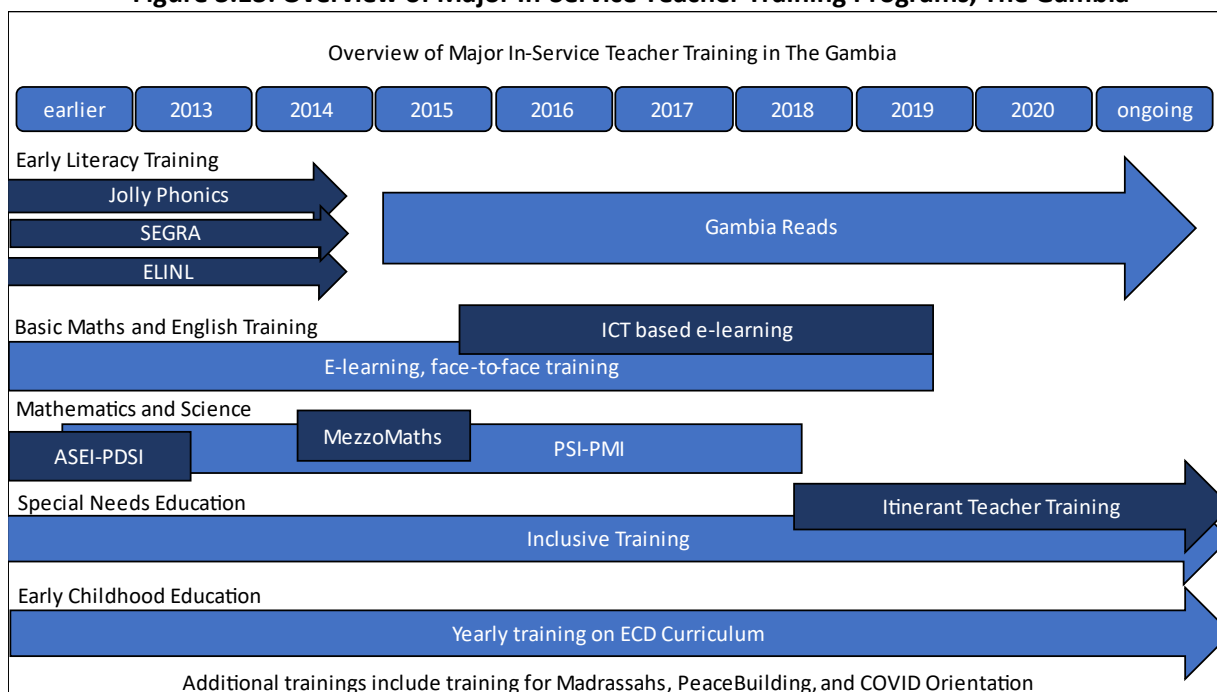 Overview of Major In-Service Teacher Training in The Gambia
earlier 2013 2014 2015 2016 2017 2018 2019 2020 ongoing
Early Literacy Training
Jolly Phonics
SEGRA
Gambia Reads
ELINL
Basic Maths and English Training
ICT based e-learning
E-learning, face-to-face training
Mathematics and Science
MezzoMaths
ASEI-PDSI
PSI-PMI
Special Needs Education
Itinerant Teacher Training
Inclusive Training
Early Childhood Education
Yearly training on ECD Curriculum
Additional trainings include training for Madrassahs, PeaceBuilding, and COVID Orientation